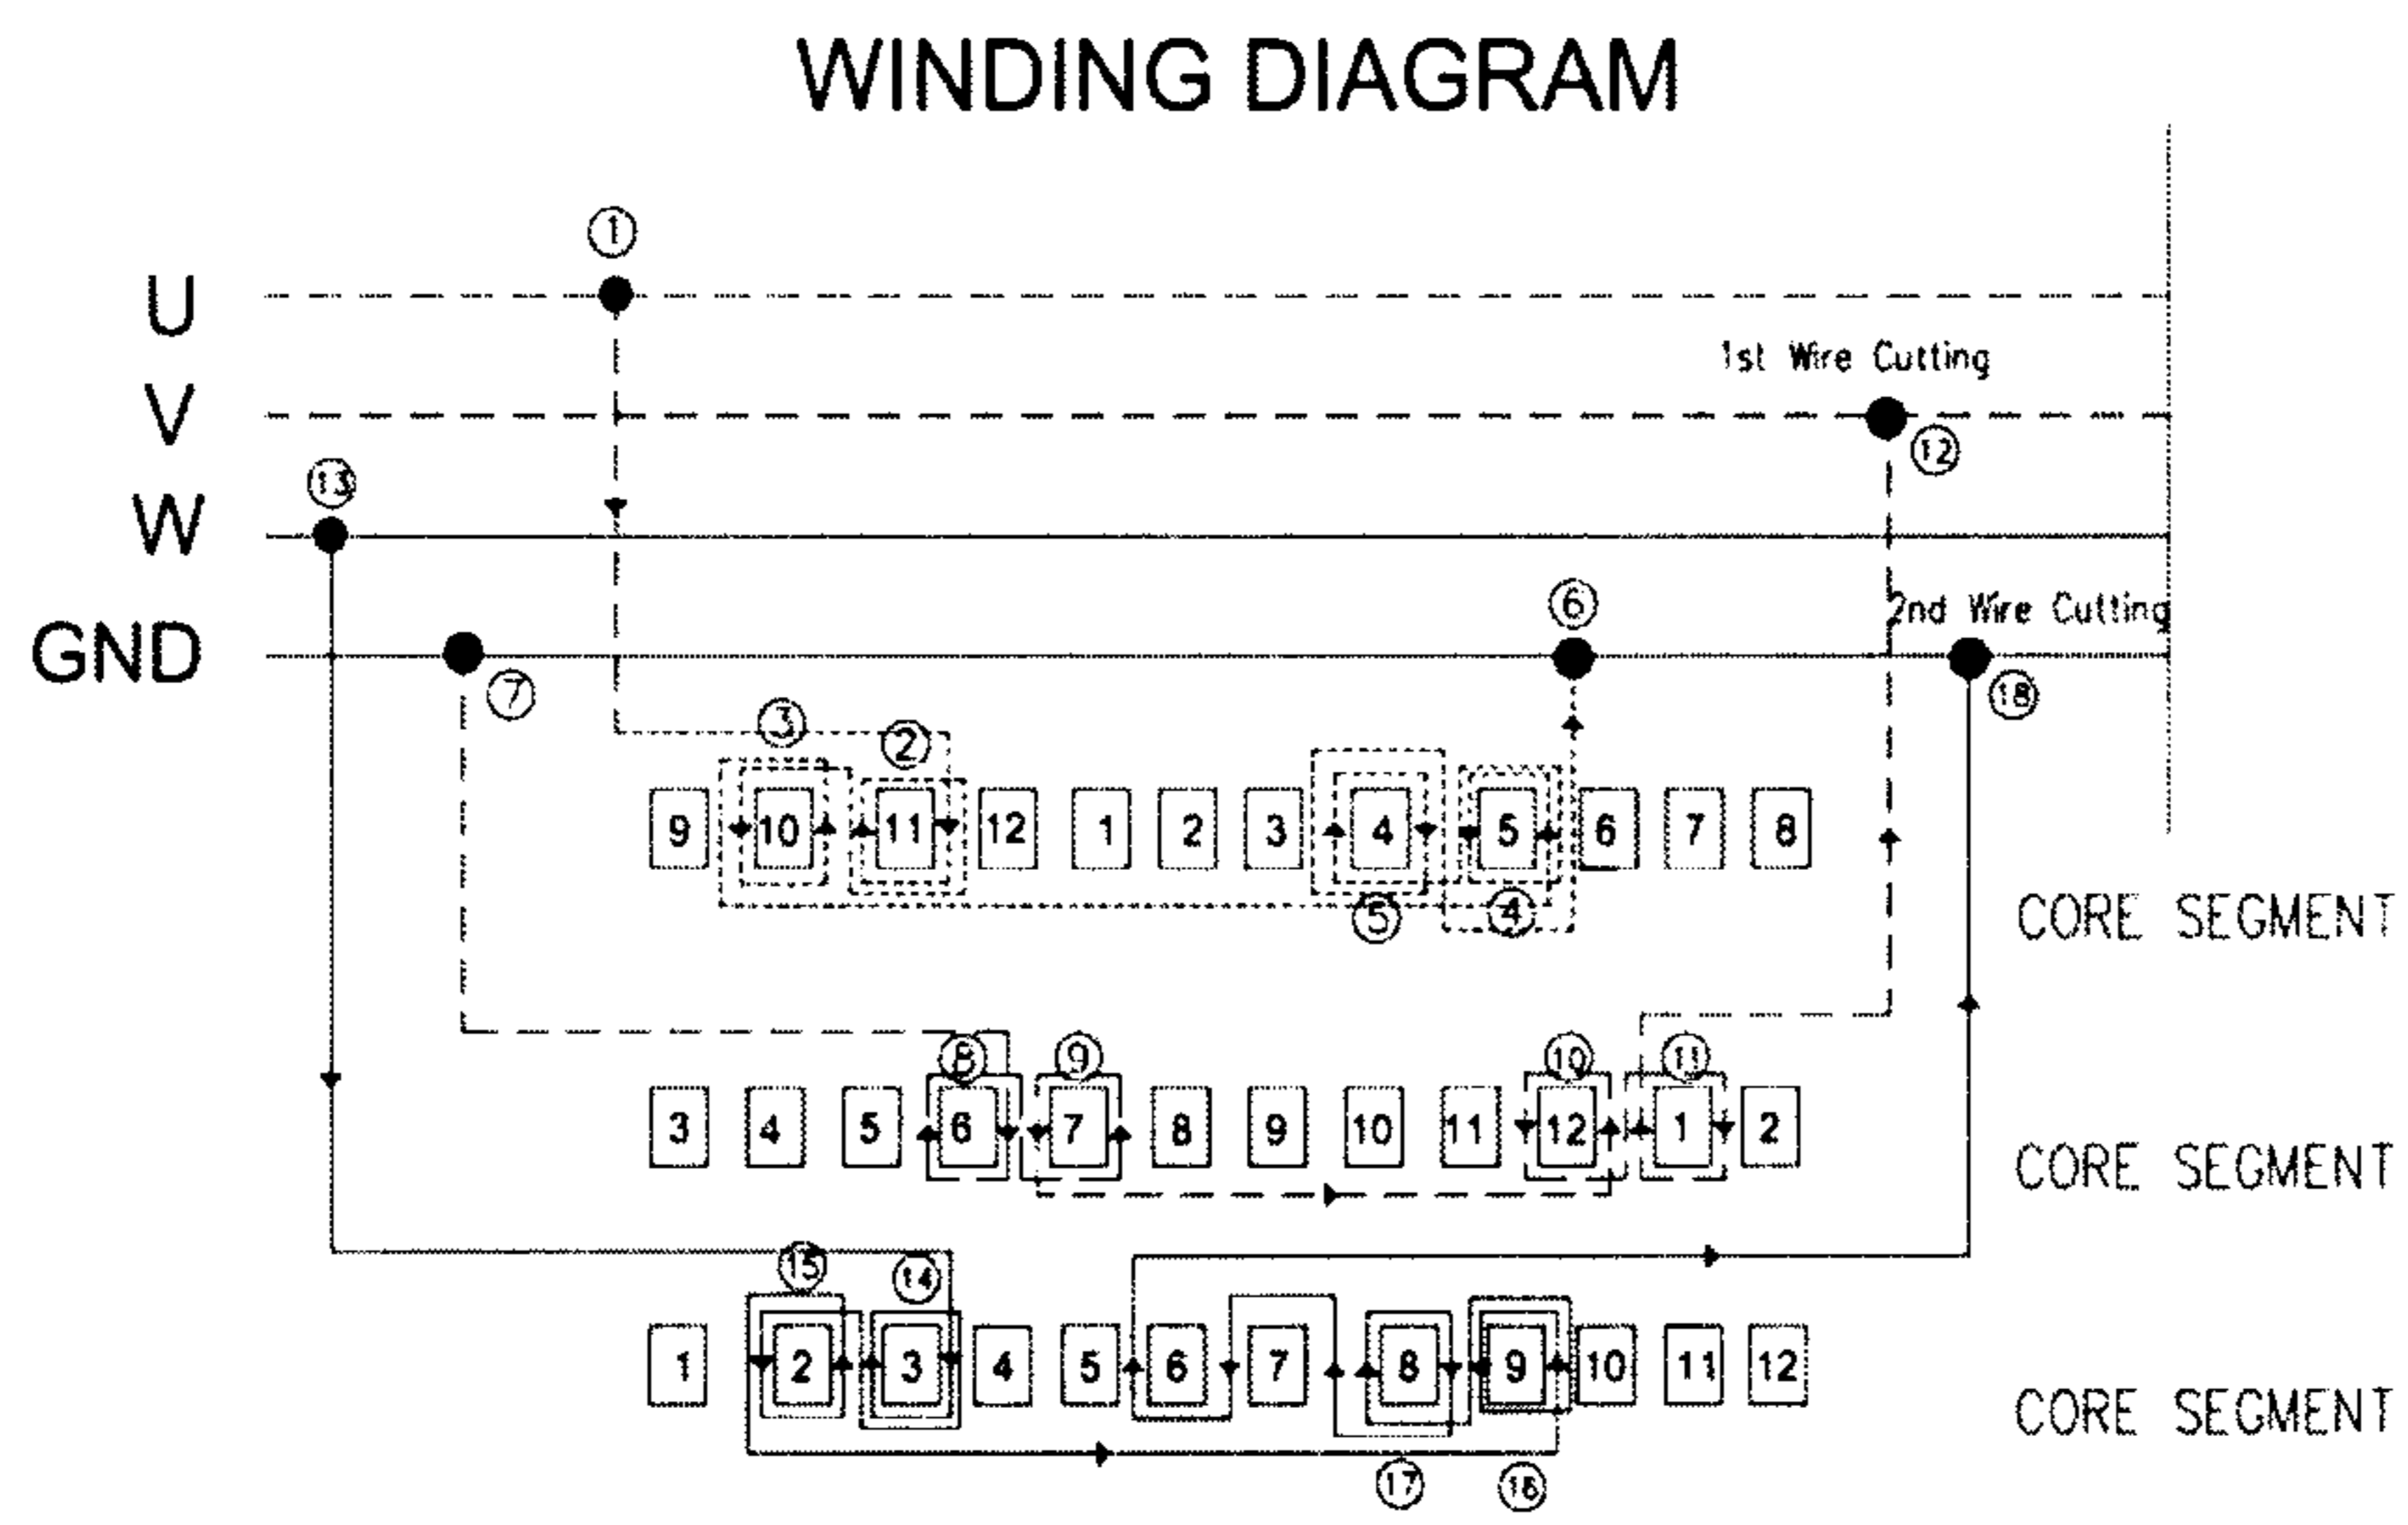 WINDING DIAGRAM
1
U
1st Wire Cutting
V
12
13
W
6
2nd Wire Cutting
GND
7
18
3 2
9 10 11 12 1 2 3 4 5 6 7 8
5 4
CORE SEGMENT
8 9 10 11
3 4 5 6 7 8 9 10 11 12 1 2
CORE SEGMENT
15 14
1 2 3 4 5 6 7 8 9 10 11 12
CORE SEGMENT
17 16